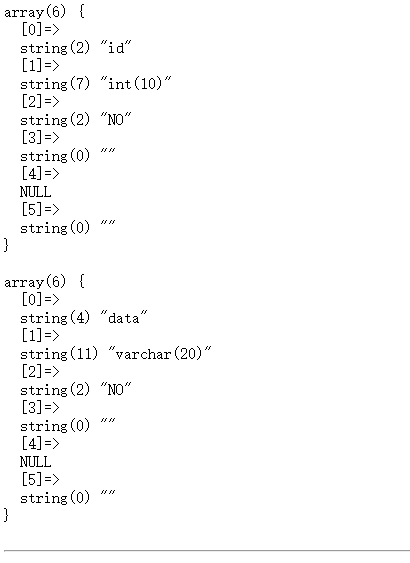 array(6) {
  [0]=>
  string(2) "id"
  [1]=>
  string(7) "int(10)"
  [2]=>
  string(2) "NO"
  [3]=>
  string(0) ""
  [4]=>
  NULL
  [5]=>
  string(0) ""
}
array(6) {
  [0]=>
  string(4) "data"
  [1]=>
  string(11) "varchar(20)"
  [2]=>
  string(2) "NO"
  [3]=>
  string(0) ""
  [4]=>
  NULL
  [5]=>
  string(0) ""
}